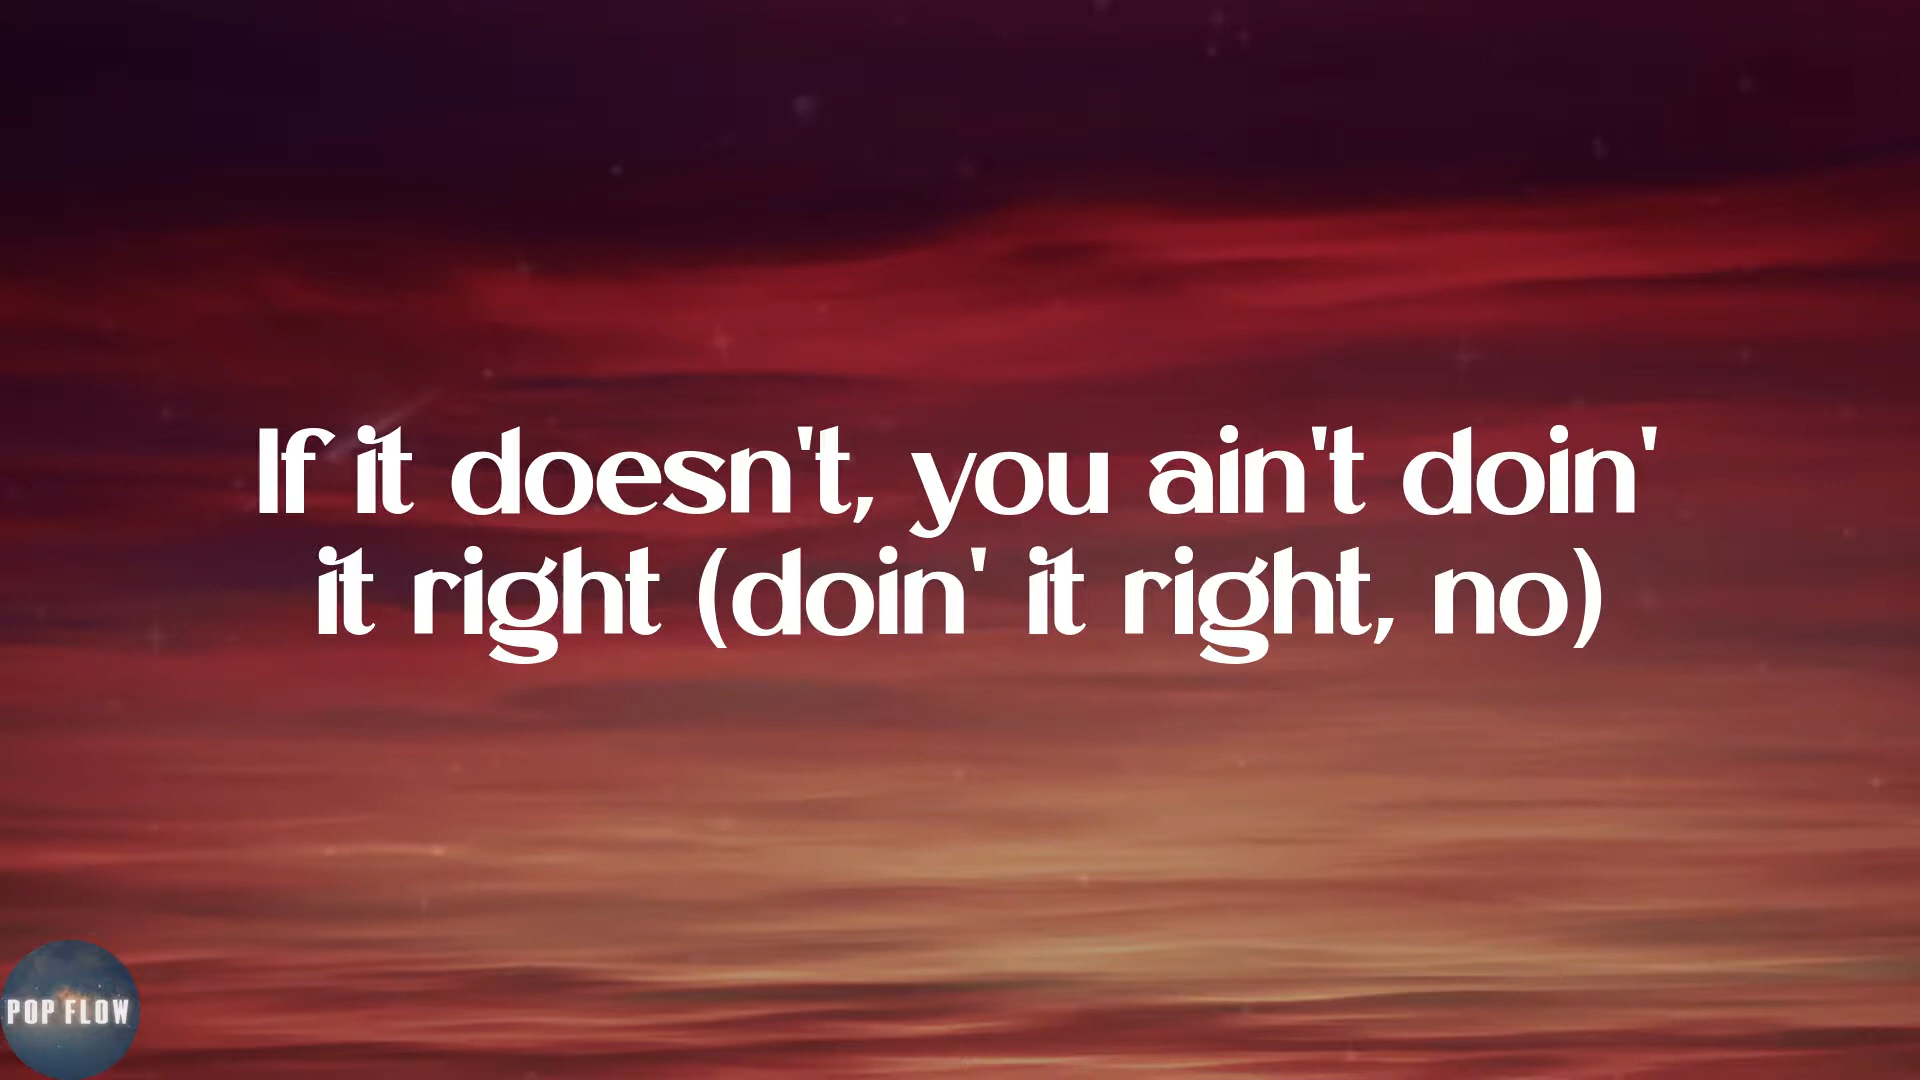 If it doesn't, you ain't doin'
it right (doin' it right, no)
POP FLOW